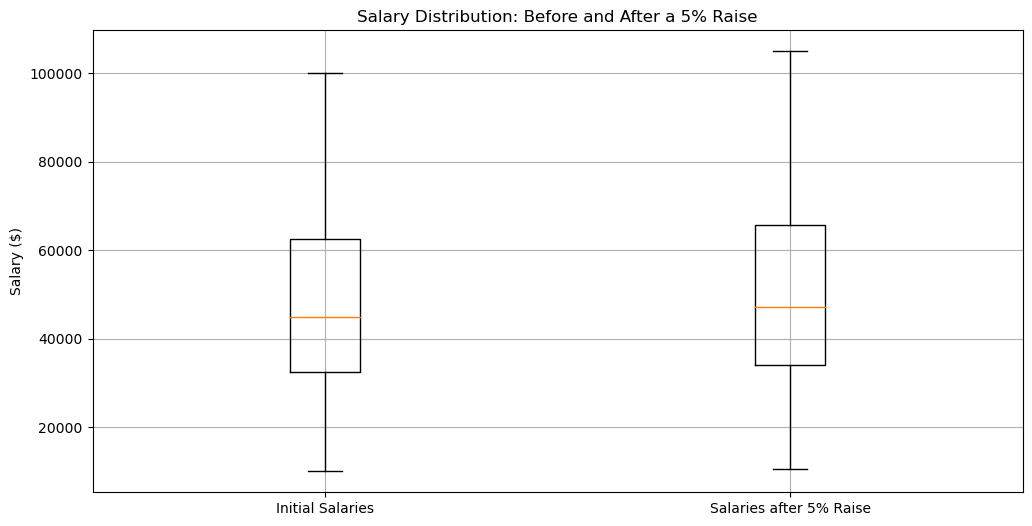 Salary Distribution: Before and After a 5% Raise
Salary ($)
100000
80000
60000
40000
20000
Initial Salaries
Salaries after 5% Raise